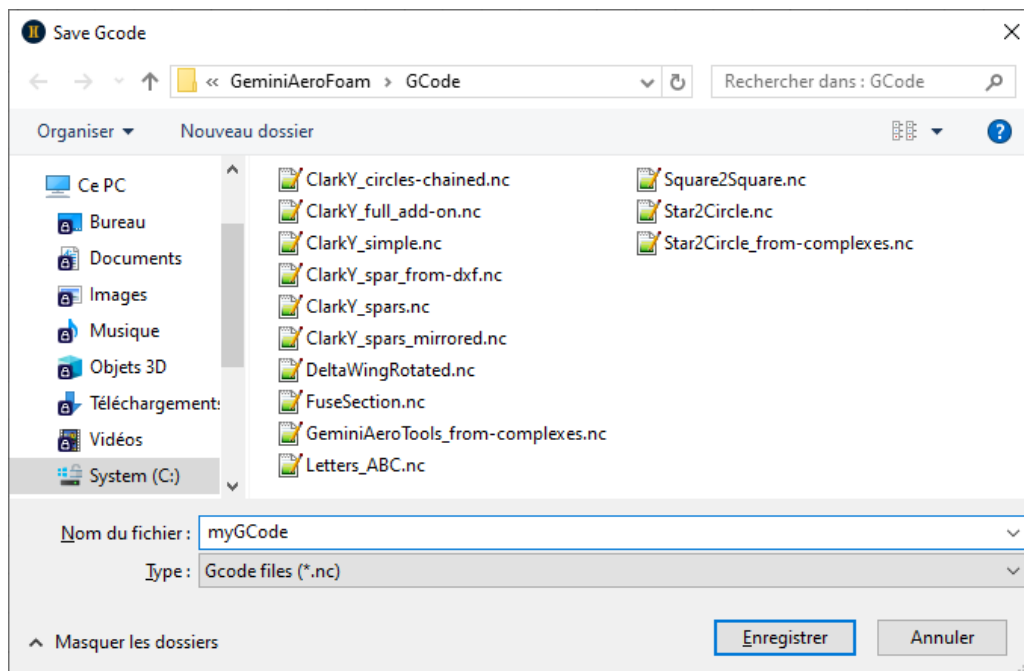 Save Gcode
« GeminiAeroFoam > GCode
Rechercher dans : GCode
Organiser
Nouveau dossier
?
Ce PC
Bureau
Documents
Images
Musique
Objets 3D
Téléchargements
Vidéos
System (C:)
ClarkY_circles-chained.nc
ClarkY_full_add-on.nc
ClarkY_simple.nc
ClarkY_spar_from-dxf.nc
ClarkY_spars.nc
ClarkY_spars_mirrored.nc
DeltaWingRotated.nc
FuseSection.nc
GeminiAeroTools_from-complexes.nc
Letters_ABC.nc
Square2Square.nc
Star2Circle.nc
Star2Circle_from-complexes.nc
Nom du fichier : myGCode
Type : Gcode files (*.nc)
Masquer les dossiers
Enregistrer
Annuler